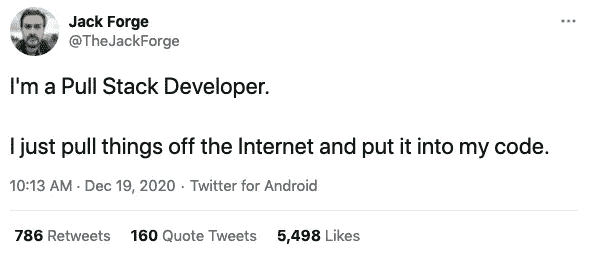 Jack Forge
@TheJackForge
I'm a Pull Stack Developer.
I just pull things off the Internet and put it into my code.
10:13 AM · Dec 19, 2020 · Twitter for Android
786 Retweets 160 Quote Tweets 5,498 Likes